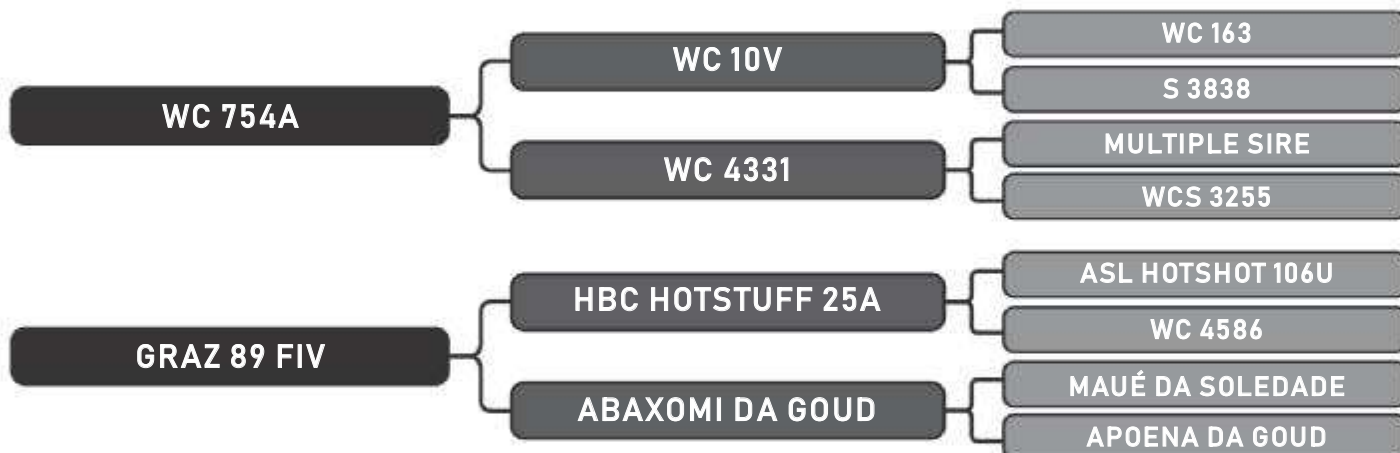 WC 754A
WC 10V
WC 163
S 3838
WC 4331
MULTIPLE SIRE
WCS 3255
GRAZ 89 FIV
HBC HOTSTUFF 25A
ASL HOTSHOT 106U
WC 4586
ABAXOMI DA GOUD
MAUÉ DA SOLEDADE
APOENA DA GOUD